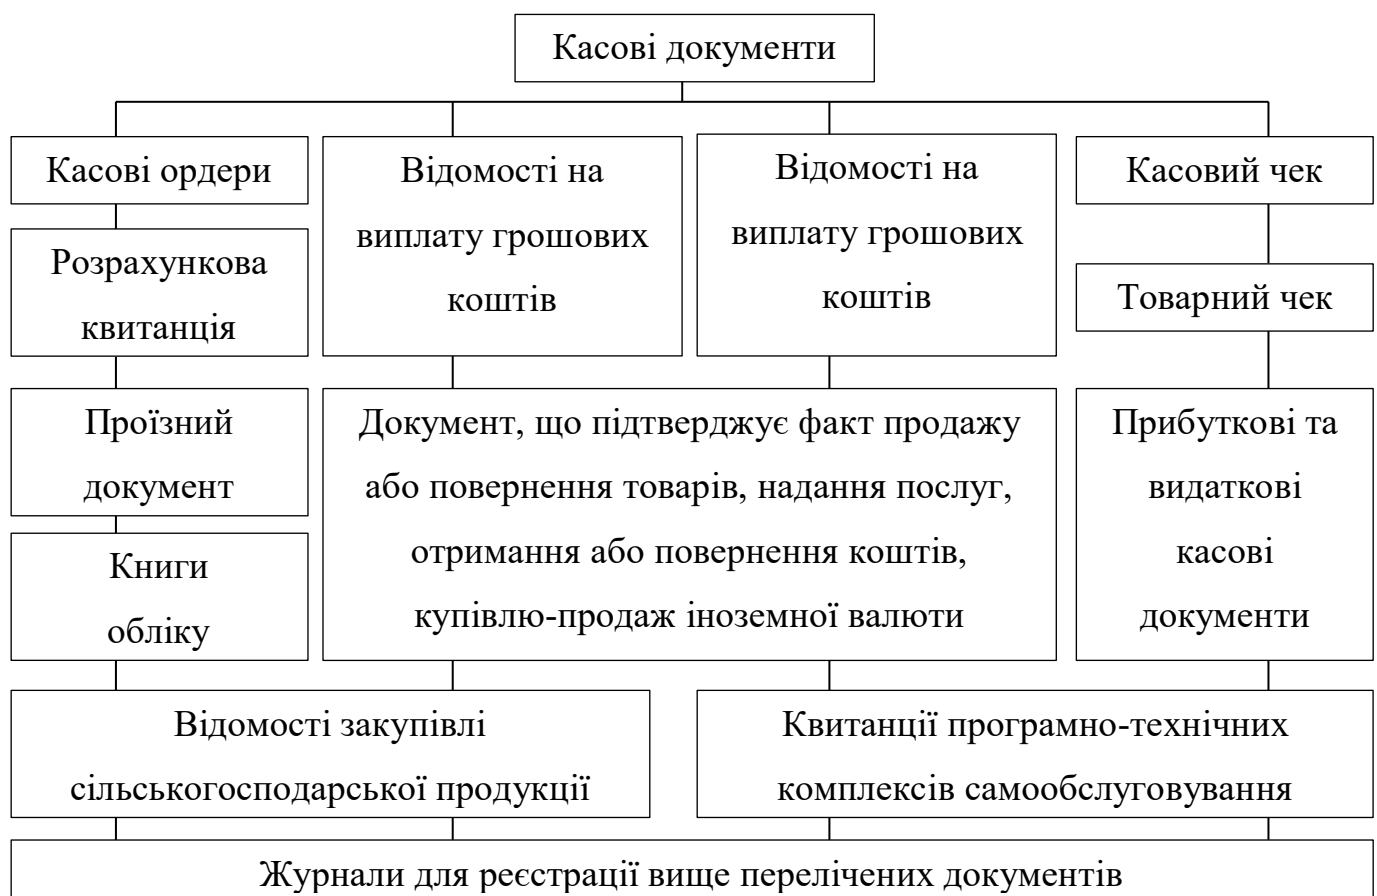 Касові документи
Касові ордери
Відомості на
виплату грошових
коштів
Відомості на
виплату грошових
коштів
Касовий чек
Розрахункова
квитанція
Товарний чек
Проїзний
документ
Документ, що підтверджує факт продажу
або повернення товарів, надання послуг,
отримання або повернення коштів,
купівлю-продаж іноземної валюти
Прибуткові та
видаткові
касові
документи
Книги
обліку
Відомості закупівлі
сільськогосподарської продукції
Квитанції програмно-технічних
комплексів самообслуговування
Журнали для реєстрації вище перелічених документів